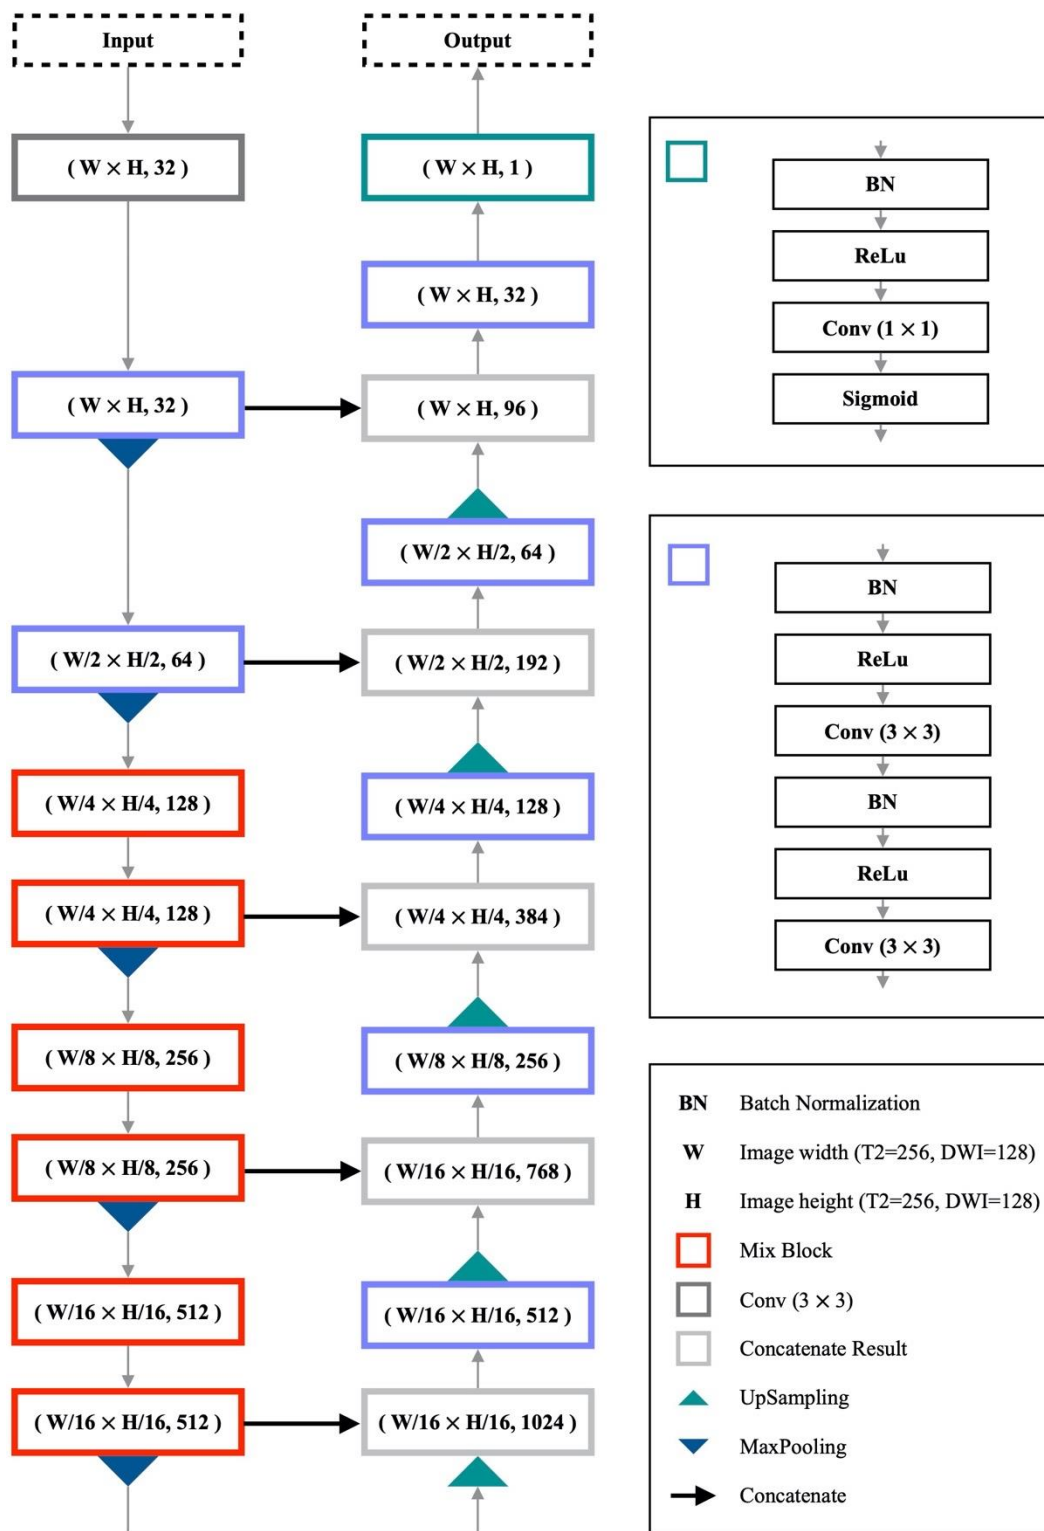 Input
( W × H, 32 )
( W × H, 32 )
( W/2 × H/2, 64 )
( W/4 × H/4, 128 )
( W/4 × H/4, 128 )
( W/8 × H/8, 256 )
( W/8 × H/8, 256 )
( W/16 × H/16, 512 )
( W/16 × H/16, 512 )
Output
( W × H, 1 )
( W × H, 32 )
( W × H, 96 )
( W/2 × H/2, 64 )
( W/2 × H/2, 192 )
( W/4 × H/4, 128 )
( W/4 × H/4, 384 )
( W/8 × H/8, 256 )
( W/16 × H/16, 768 )
( W/16 × H/16, 512 )
( W/16 × H/16, 1024 )
BN
ReLu
Conv (1 × 1)
Sigmoid
BN
ReLu
Conv (3 × 3)
BN
ReLu
Conv (3 × 3)
BN Batch Normalization
W Image width (T2=256, DWI=128)
H Image height (T2=256, DWI=128)
Mix Block
Conv (3 × 3)
Concatenate Result
UpSampling
MaxPooling
Concatenate